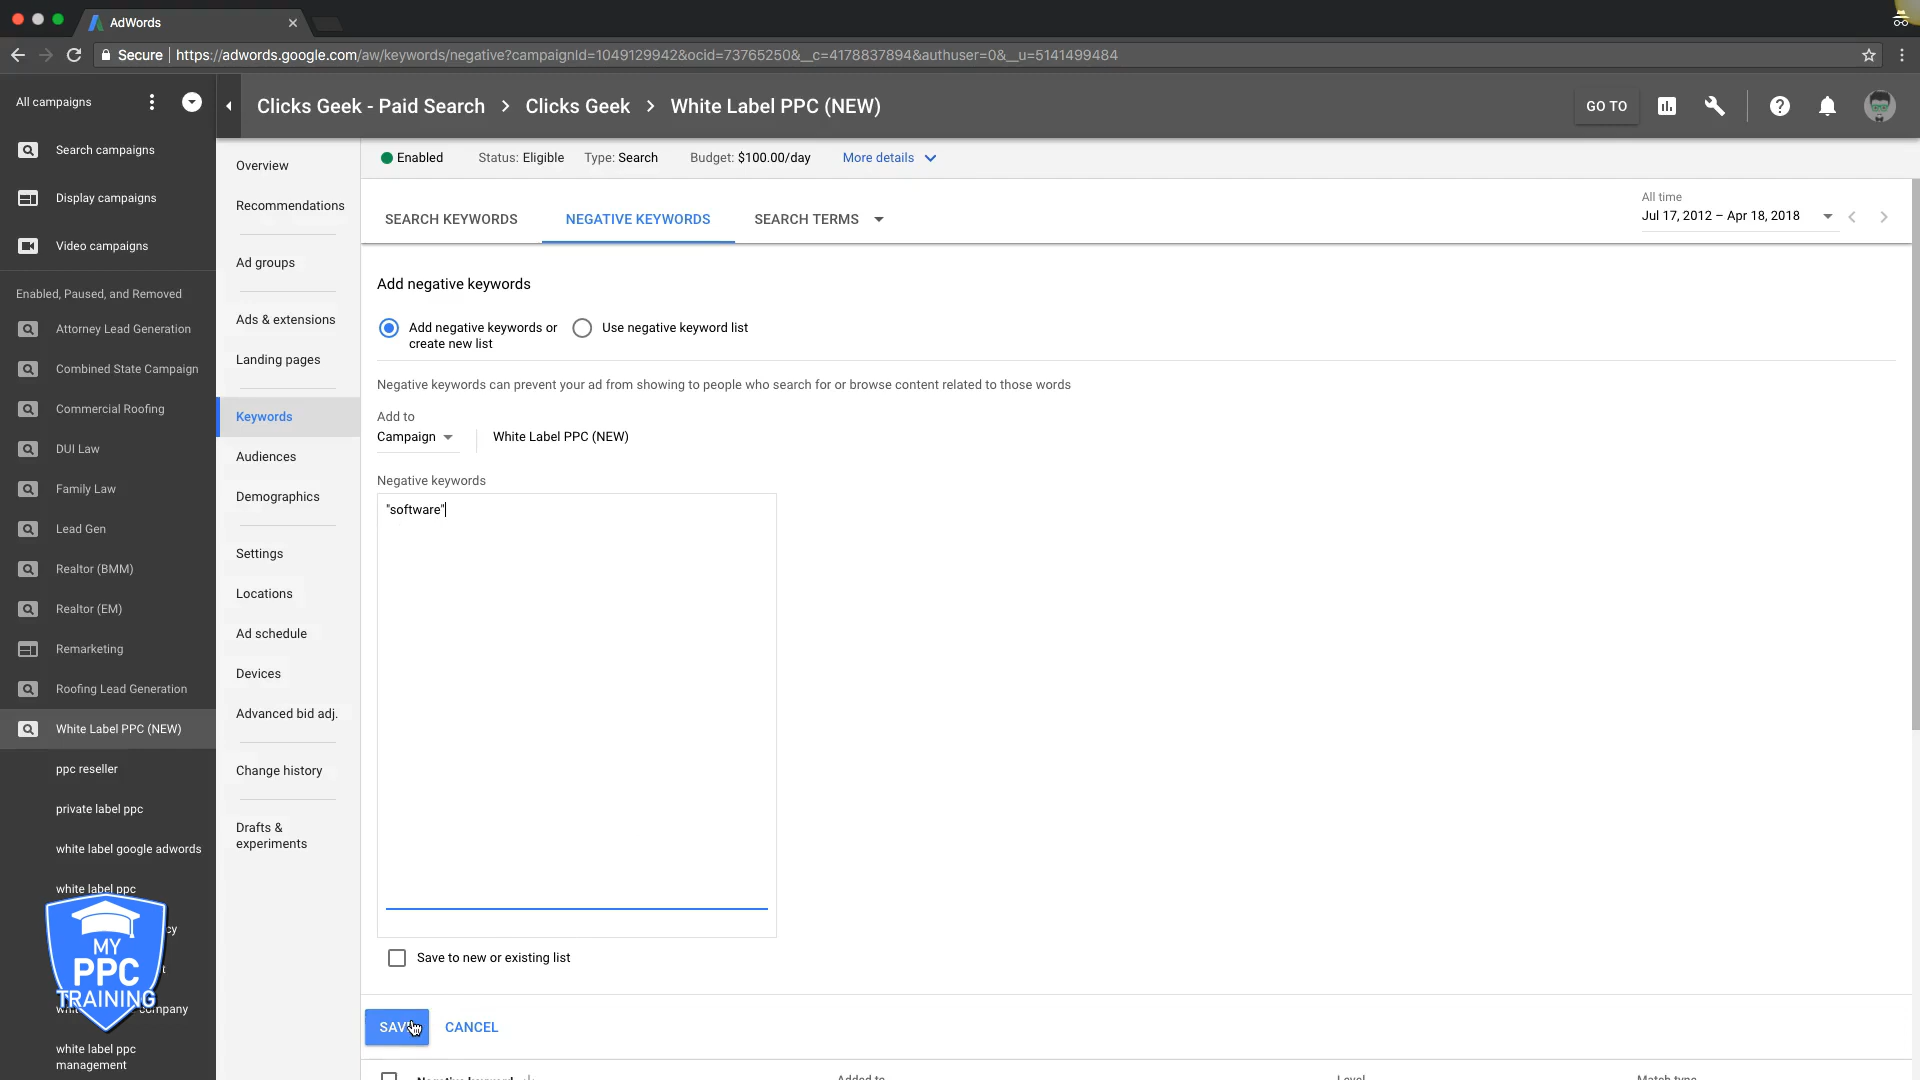 AdWords
Secure
https://adwords.google.com/aw/keywords/negative?campaignId=1049129942&ocid=73765250&__c=4178837894&authuser=0&__u=5141499484
All campaigns
Clicks Geek - Paid Search > Clicks Geek > White Label PPC (NEW)
GO TO
Search campaigns
Display campaigns
Video campaigns
Enabled, Paused, and Removed
Attorney Lead Generation
Combined State Campaign
Commercial Roofing
DUI Law
Family Law
Lead Gen
Realtor (BMM)
Realtor (EM)
Remarketing
Roofing Lead Generation
White Label PPC (NEW)
ppc reseller
private label ppc
white label google adwords
white label ppc
company
white label ppc
management
MY
PPC
TRAINING
Overview
Recommendations
Ad groups
Ads & extensions
Landing pages
Keywords
Audiences
Demographics
Settings
Locations
Ad schedule
Devices
Advanced bid adj.
Change history
Drafts &
experiments
Enabled
Status: Eligible
Type: Search
Budget: $100.00/day
More details
SEARCH KEYWORDS
NEGATIVE KEYWORDS
SEARCH TERMS
All time
Jul 17, 2012 – Apr 18, 2018
Add negative keywords
Add negative keywords or
create new list
Use negative keyword list
Negative keywords can prevent your ad from showing to people who search for or browse content related to those words
Add to
Campaign
White Label PPC (NEW)
Negative keywords
"software"
Save to new or existing list
SAVE
CANCEL
Negative keyword
Added to
Level
Match type